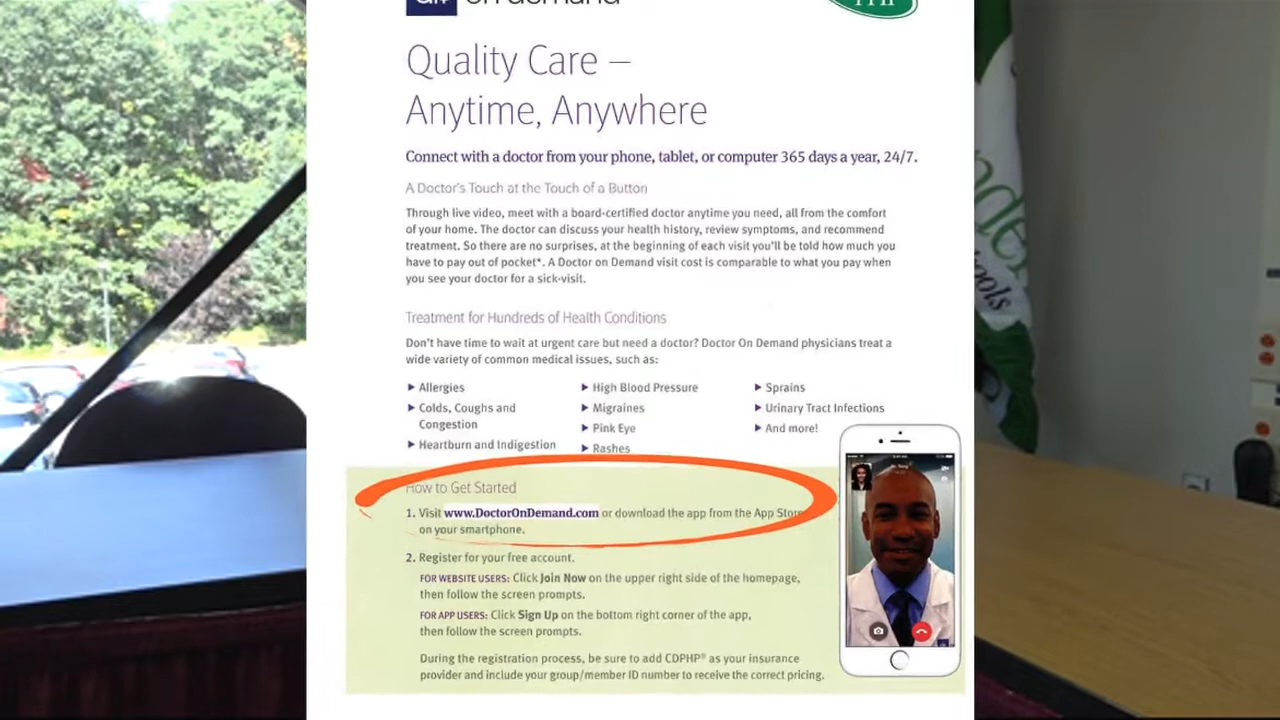 on demand
Quality Care –
Anytime, Anywhere
Connect with a doctor from your phone, tablet, or computer 365 days a year, 24/7.
A Doctor's Touch at the Touch of a Button
Through live video, meet with a board-certified doctor anytime you need, all from the comfort
of your home. The doctor can discuss your health history, review symptoms, and recommend
treatment. So there are no surprises, at the beginning of each visit you'll be told how much you
have to pay out of pocket*. A Doctor on Demand visit cost is comparable to what you pay when
you see your doctor for a sick-visit.
Treatment for Hundreds of Health Conditions
Don't have time to wait at urgent care but need a doctor? Doctor On Demand physicians treat a
wide variety of common medical issues, such as:
▶ Allergies
▶ Colds, Coughs and
Congestion
▶ Heartburn and Indigestion
▶ High Blood Pressure
▶ Migraines
▶ Pink Eye
▶ Rashes
▶ Sprains
▶ Urinary Tract Infections
▶ And more!
How to Get Started
1. Visit www.DoctorOnDemand.com or download the app from the App Store
on your smartphone.
2. Register for your free account.
FOR WEBSITE USERS: Click Join Now on the upper right side of the homepage,
then follow the screen prompts.
FOR APP USERS: Click Sign Up on the bottom right corner of the app,
then follow the screen prompts.
During the registration process, be sure to add CDPHP® as your insurance
provider and include your group/member ID number to receive the correct pricing.